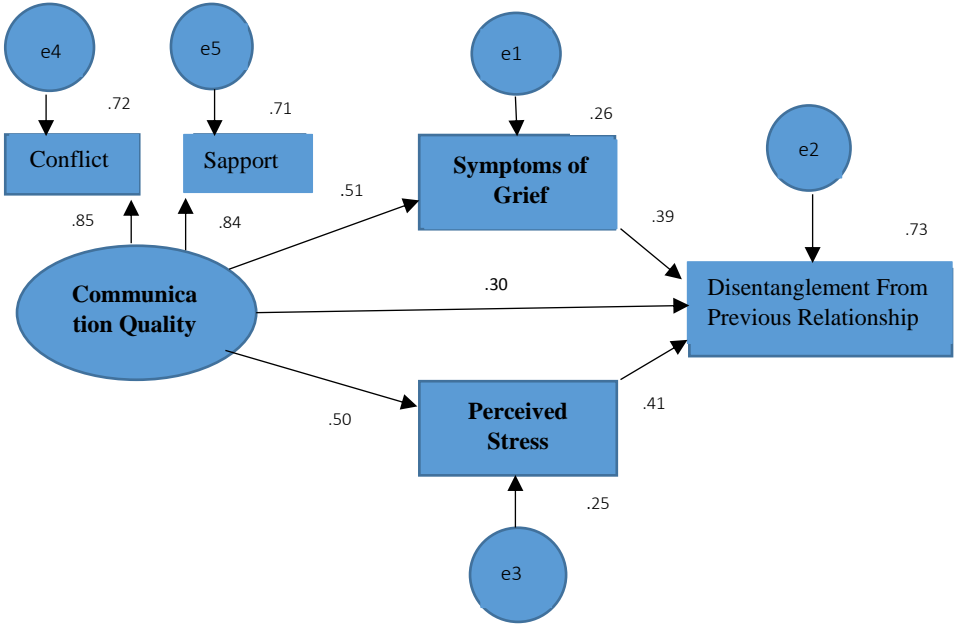 e4
e5
e1
.72
.71
.26
e2
Conflict
Sapport
Symptoms of
Grief
.85
.84
.51
.39
.73
Communica
tion Quality
.30
Disentanglement From
Previous Relationship
.50
Perceived
Stress
.41
.25
e3